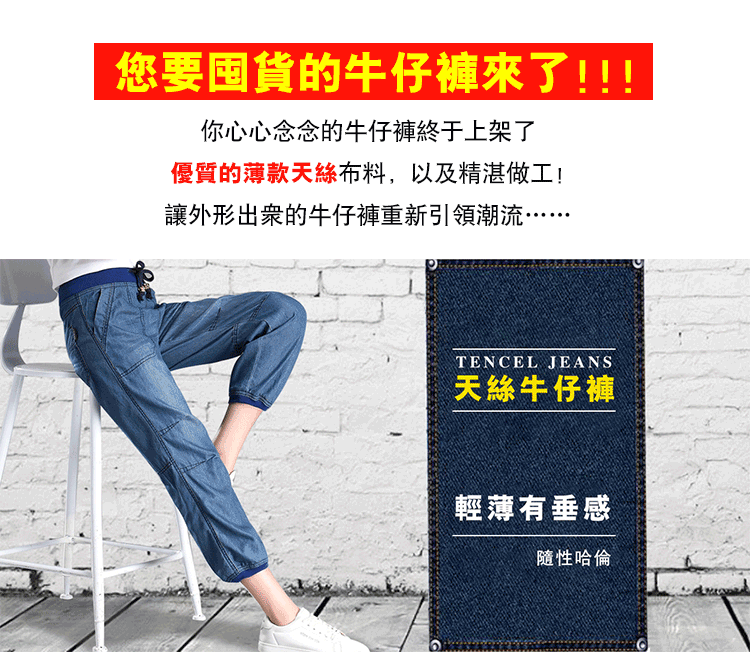 您要囤貨的牛仔褲來了!!!
你心心念念的牛仔褲終于上架了
優質的薄款天絲布料，以及精湛做工!
讓外形出衆的牛仔褲重新引領潮流……
TENCEL JEANS
天絲牛仔褲
輕薄有垂感
隨性哈倫